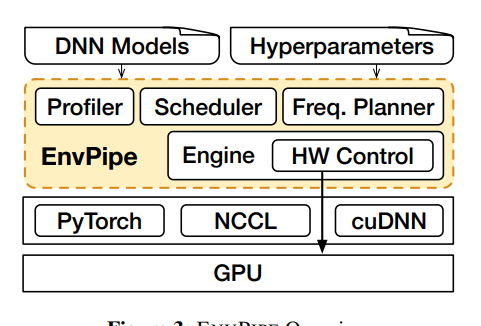 DNN Models
Hyperparameters
Profiler
Scheduler
Freq. Planner
EnvPipe
Engine
HW Control
PyTorch
NCCL
cuDNN
GPU